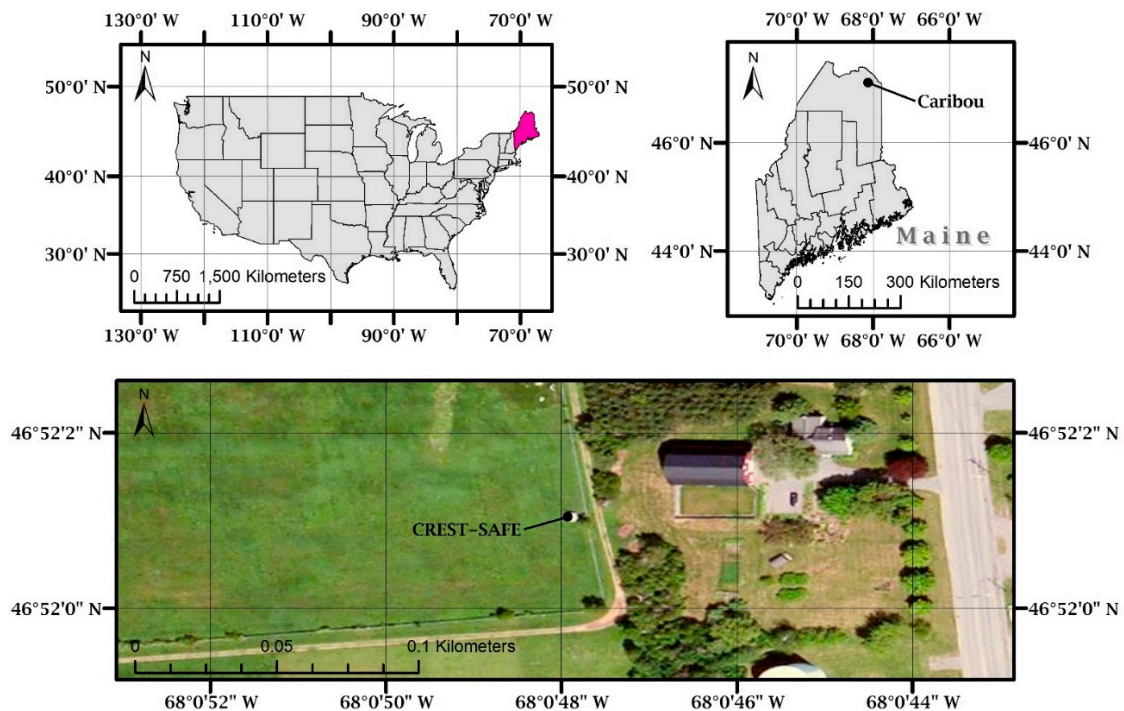 130°0' W 110°0' W 90°0' W 70°0' W
N
50°0' N 50°0' N
40°0' N 40°0' N
30°0' N 30°0' N
0 750 1,500 Kilometers
130°0' W 110°0' W 90°0' W 70°0' W
70°0' W 68°0' W 66°0' W
N
Caribou
46°0' N 46°0' N
Maine
44°0' N 44°0' N
0 150 300 Kilometers
70°0' W 68°0' W 66°0' W
N
46°52'2" N 46°52'2" N
CREST-SAFE
46°52'0" N 46°52'0" N
0 0.05 0.1 Kilometers
68°0'52" W 68°0'50" W 68°0'48" W 68°0'46" W 68°0'44" W